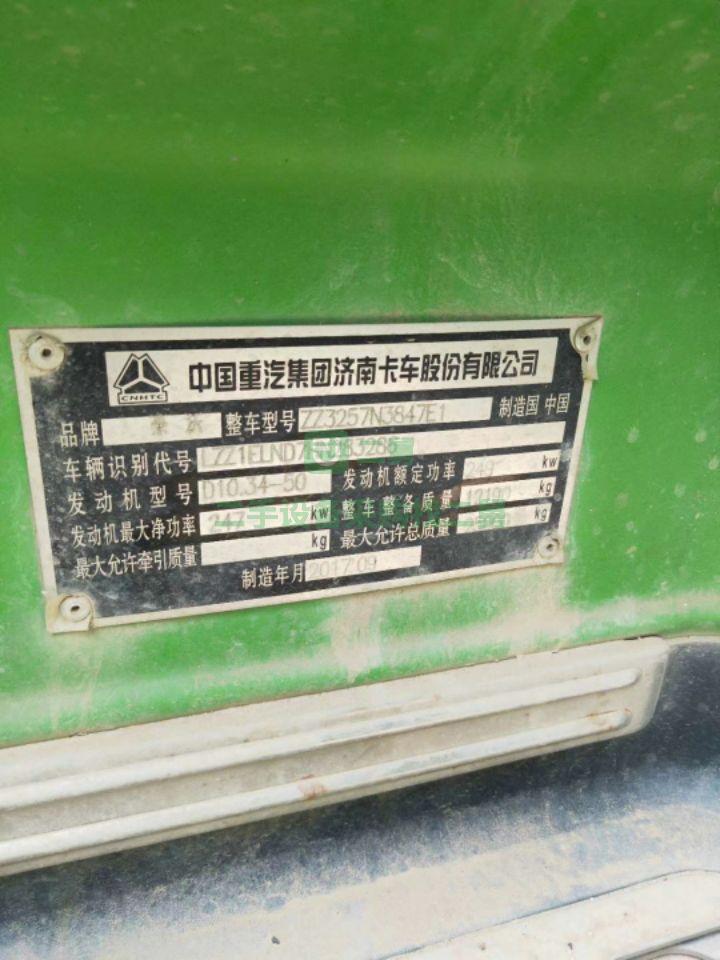 CNHTC 中国重汽集团济南卡车股份有限公司
品牌 整车型号 ZZ3257N3847E1 制造国 中国
车辆识别代号
发动机型号 D10.34-50 发动机额定功率 249 kw
发动机最大净功率 247 kw 整车整备质量 kg
最大允许牵引质量 kg 最大允许总质量 kg
制造年月 2017 09